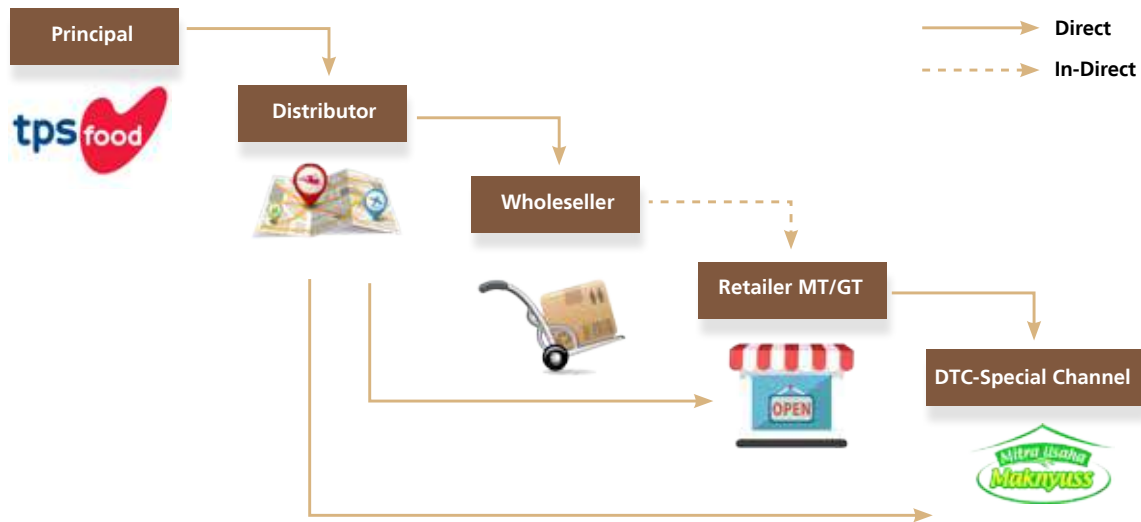 Principal
Direct
In-Direct
tps food
Distributor
Wholeseller
Retailer MT/GT
OPEN
DTC-Special Channel
Mitra Usaha
Maknyuss